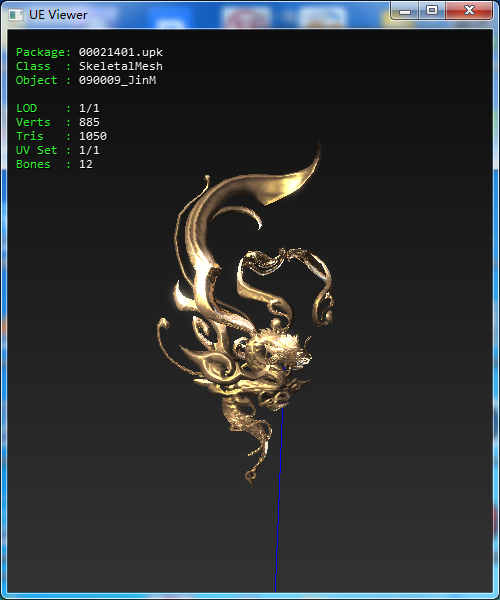 UE Viewer
Package: 00021401.upk
Class : SkeletalMesh
Object : 090009_JinM
LOD : 1/1
Verts : 885
Tris : 1050
UV Set : 1/1
Bones : 12